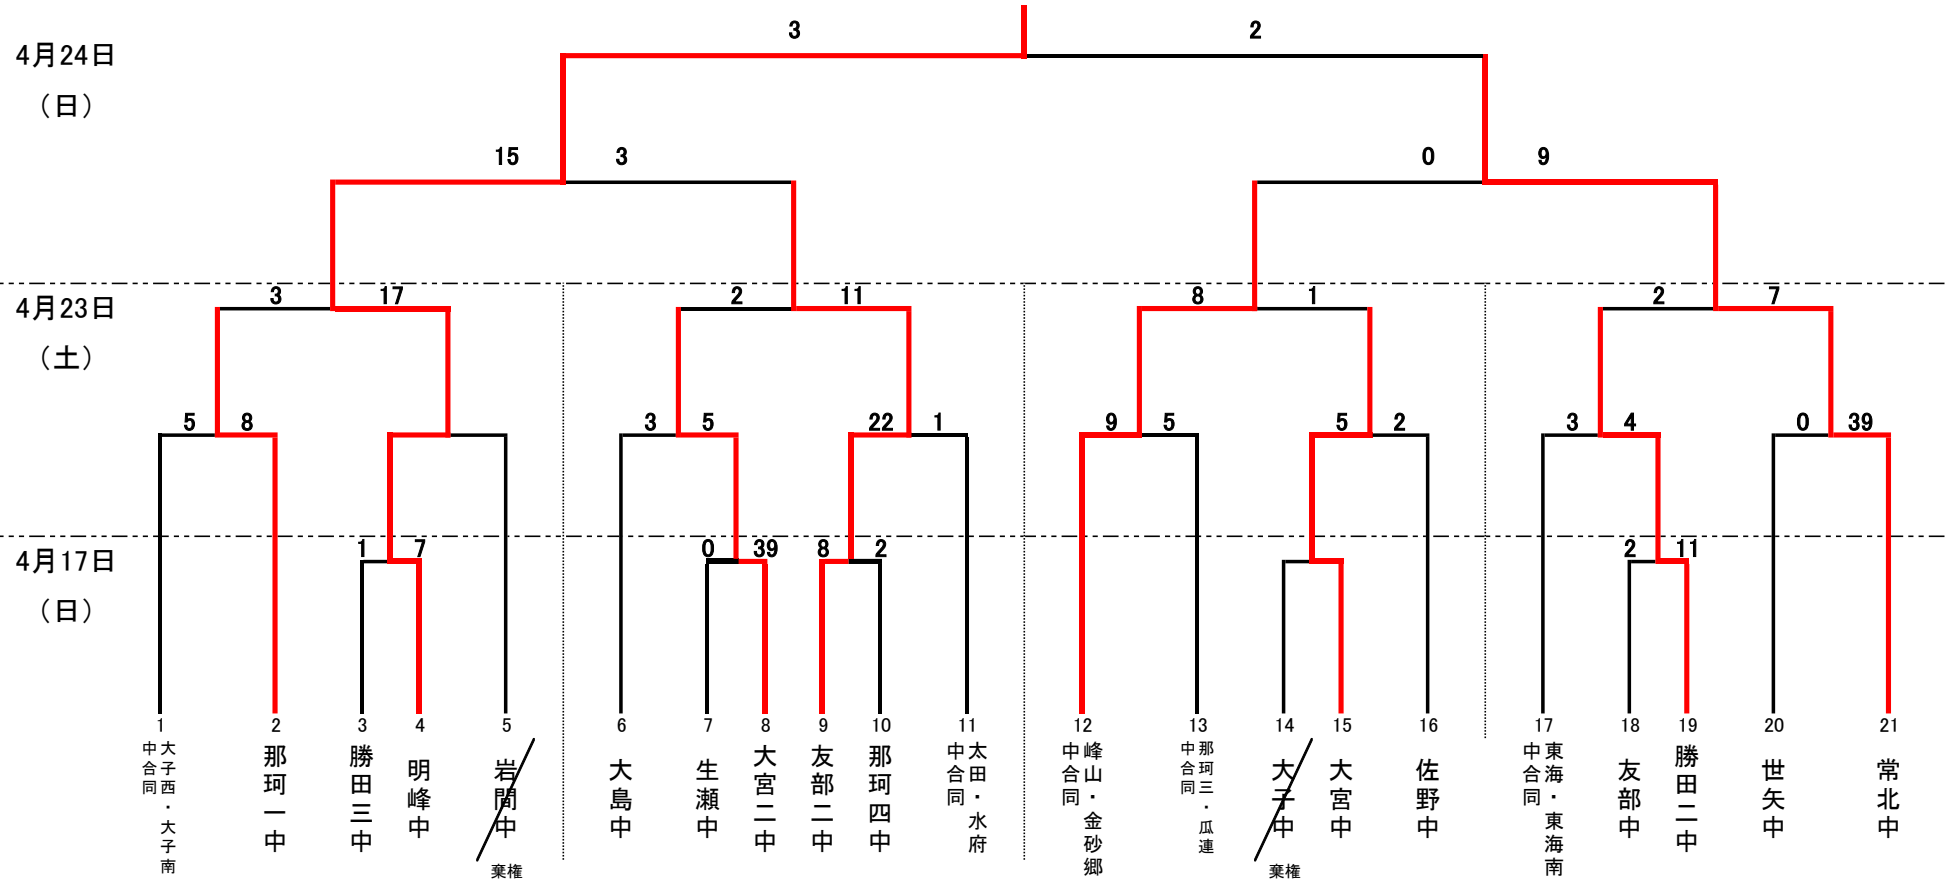 3 2
4月24日
（日）
15 3 0 9
4月23日
（土）
3 17 2 11 8 1 2 7
5 8 3 5 22 1 9 5 5 2 3 4 0 39
4月17日
（日）
1 7 0 39 8 2 2 11
1 2 3 4 5 6 7 8 9 10 11 12 13 14 15 16 17 18 19 20 21
大子西・大子南
中合同
那珂一中
勝田三中
明峰中
岩間中
棄権
大島中
生瀬中
大宮二中
友部二中
那珂四中
太田・水府
中合同
峰山・金砂郷
中合同
那珂三・瓜連
中合同
大子中
棄権
大宮中
佐野中
東海・東海南
中合同
友部中
勝田二中
世矢中
常北中